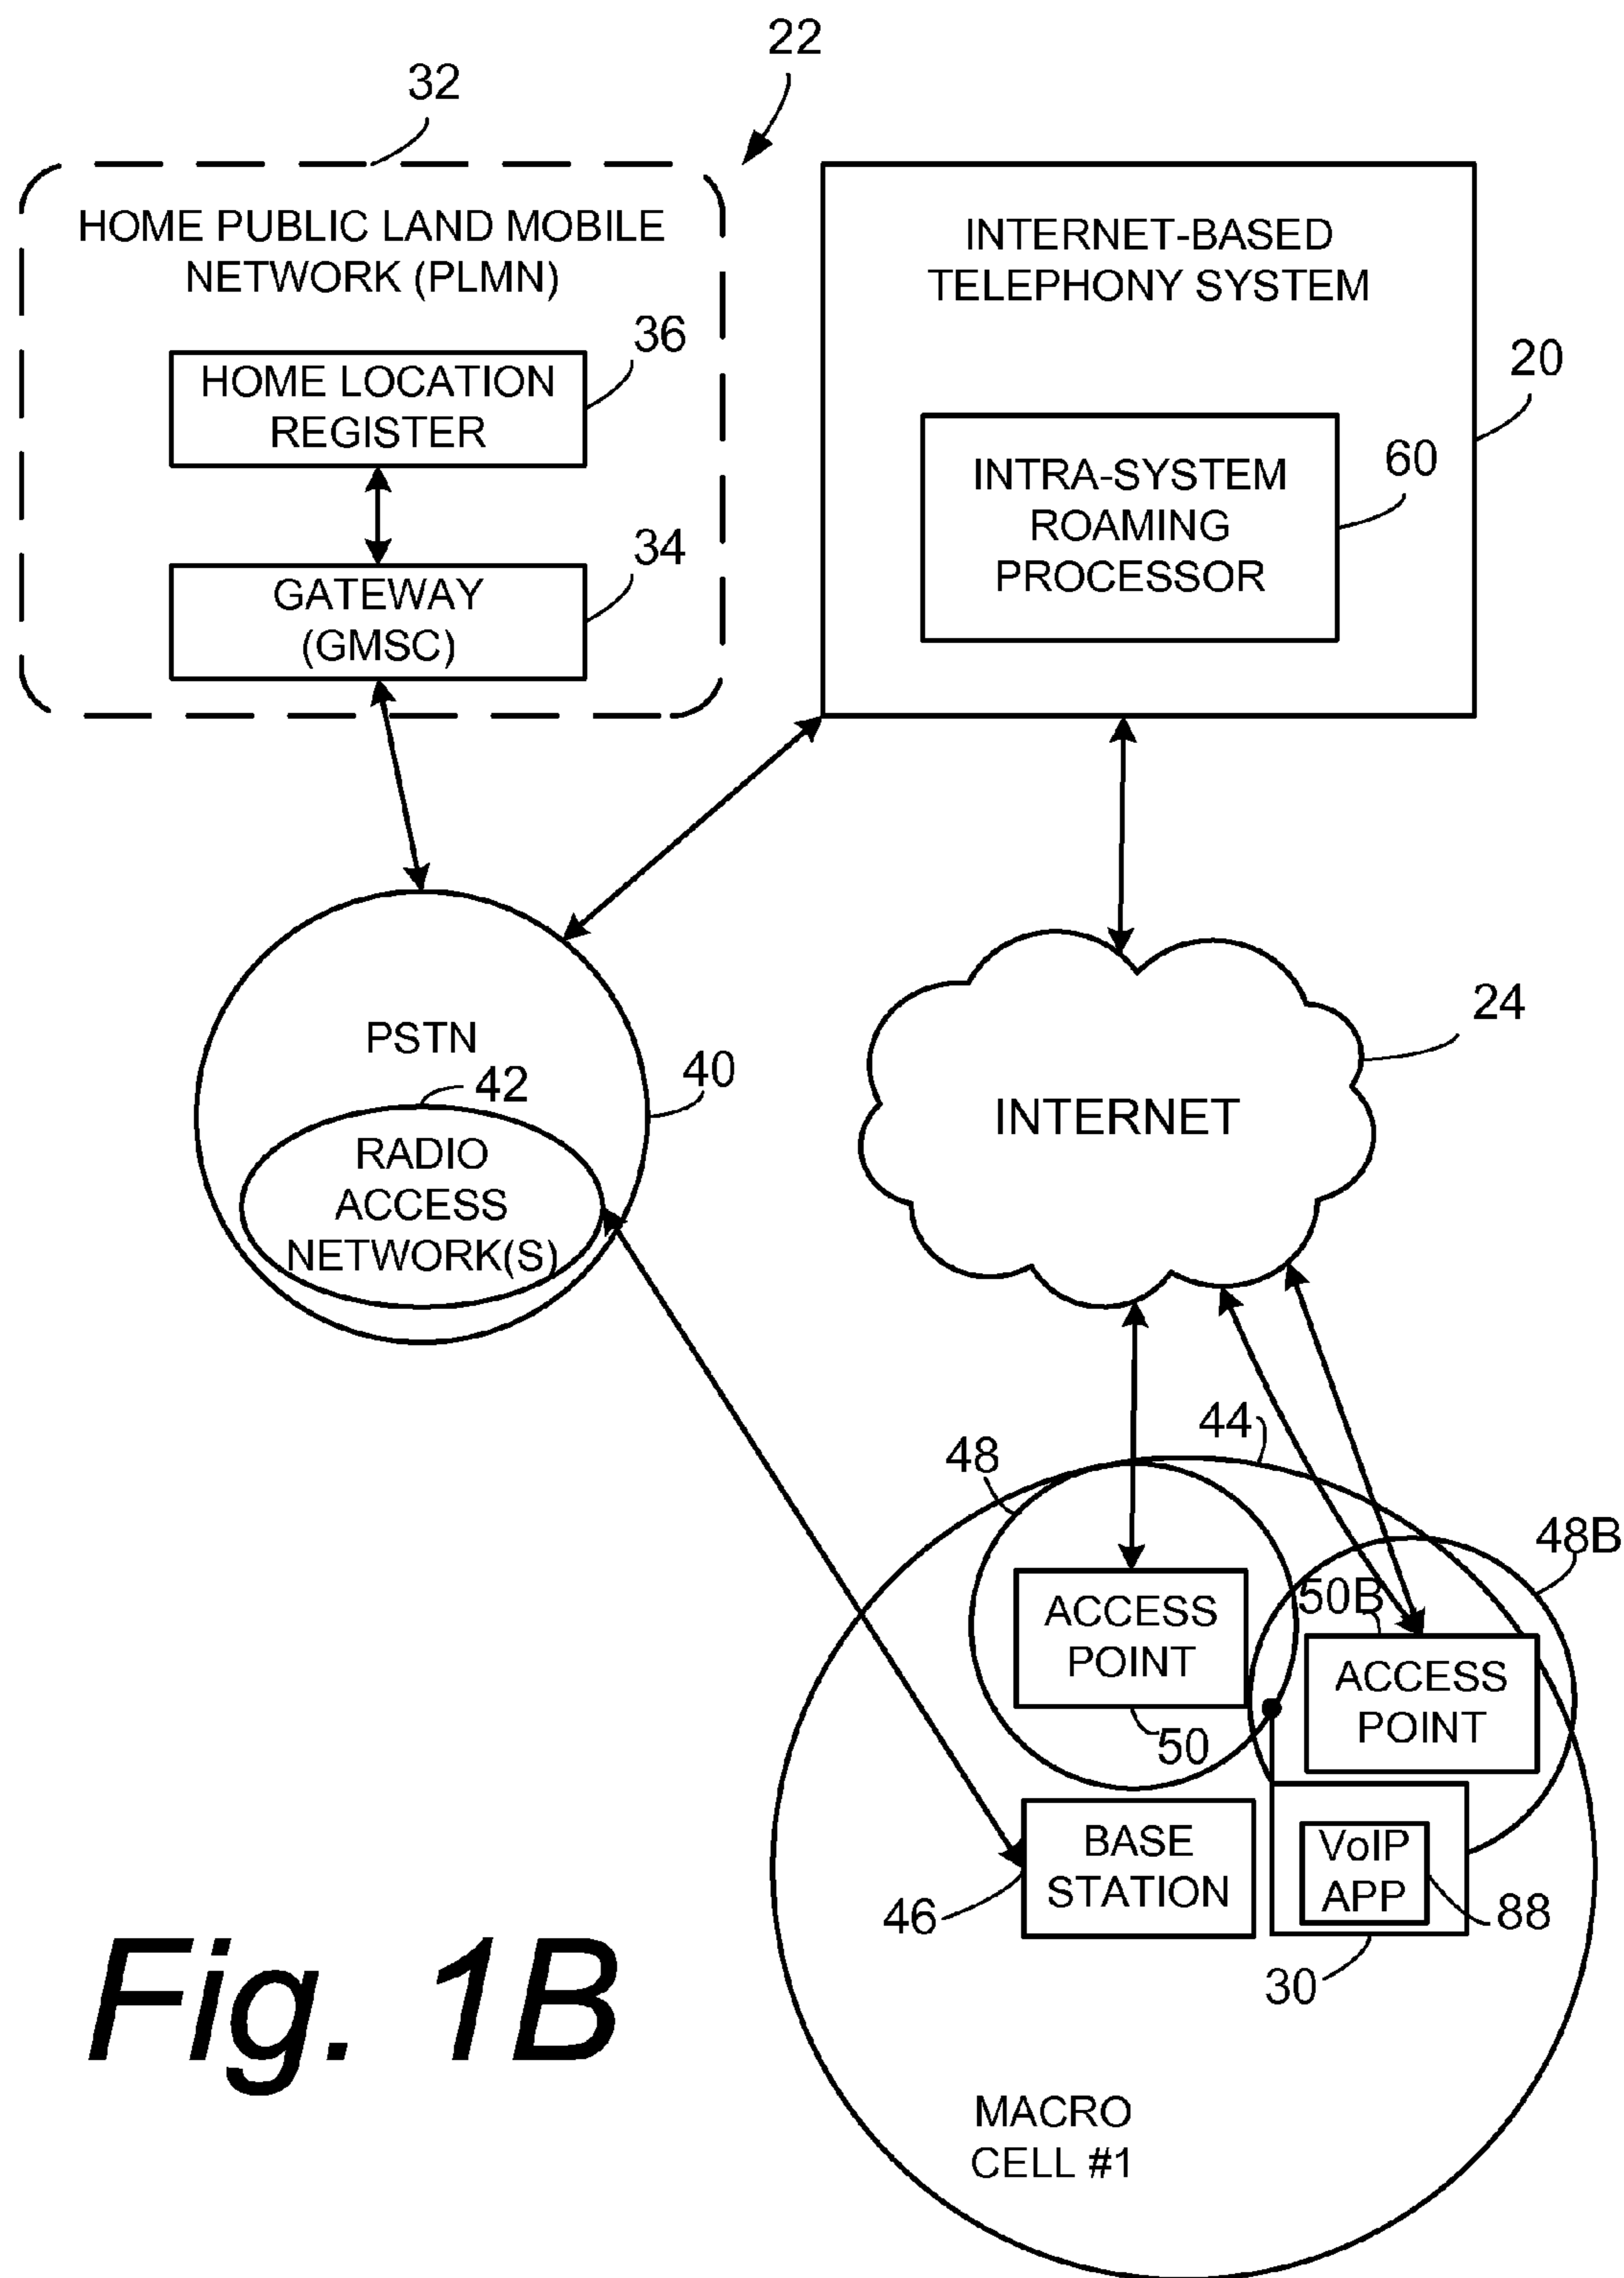 22
32
HOME PUBLIC LAND MOBILE
NETWORK (PLMN)
36
HOME LOCATION
REGISTER
34
GATEWAY
(GMSC)
INTERNET-BASED
TELEPHONY SYSTEM
20
60
INTRA-SYSTEM
ROAMING
PROCESSOR
PSTN
42
40
RADIO
ACCESS
NETWORK(S)
24
INTERNET
44
48
48B
50B
ACCESS
POINT
50
ACCESS
POINT
BASE
STATION
46
VoIP
APP
88
30
MACRO
CELL #1
Fig. 1B